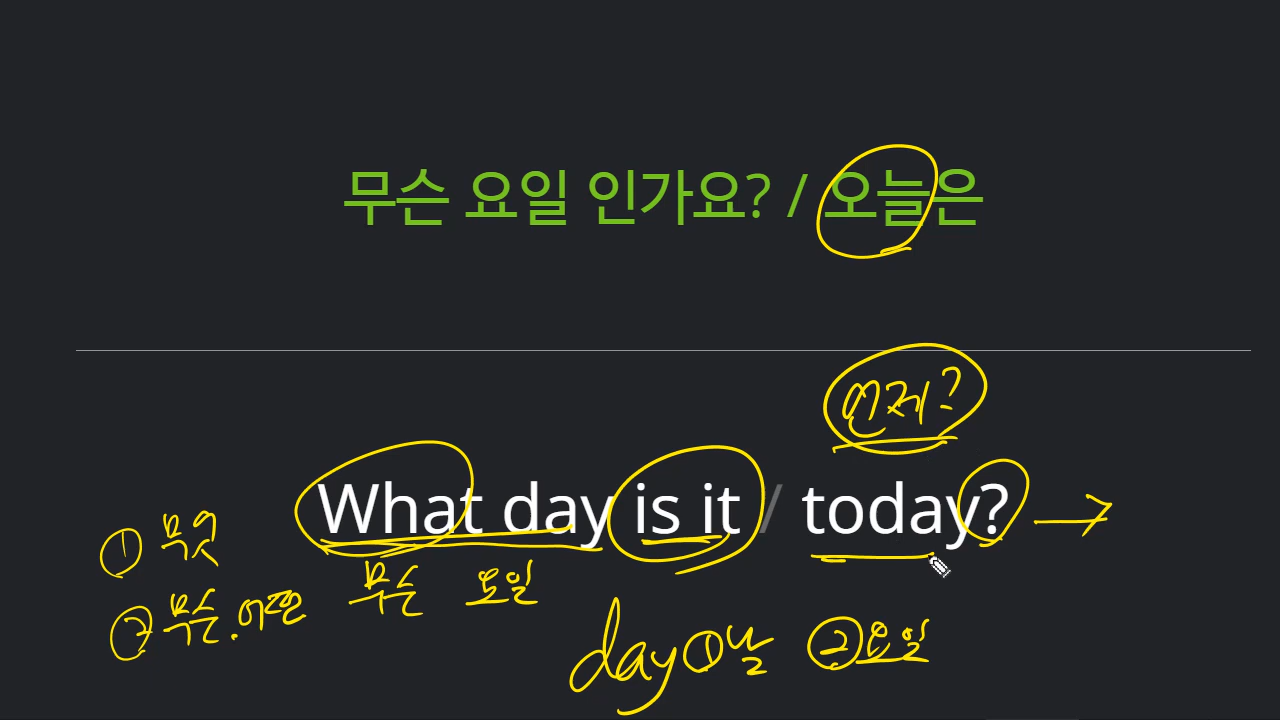 무슨 요일 인가요? / 오늘은
언제?
What day is it / today?
① 무엇
② 무슨. 어떤
무슨 요일
day ① 날 ② 요일